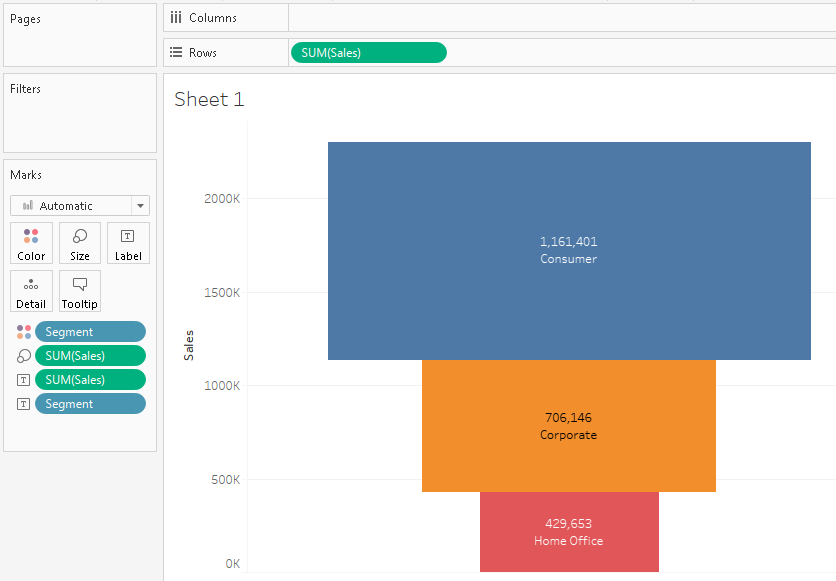 Pages
Columns
Rows
SUM(Sales)
Filters
Marks
Automatic
Color
Size
Label
Detail
Tooltip
Segment
SUM(Sales)
SUM(Sales)
Segment
Sheet 1
Sales
2000K
1500K
1000K
500K
0K
1,161,401
Consumer
706,146
Corporate
429,653
Home Office